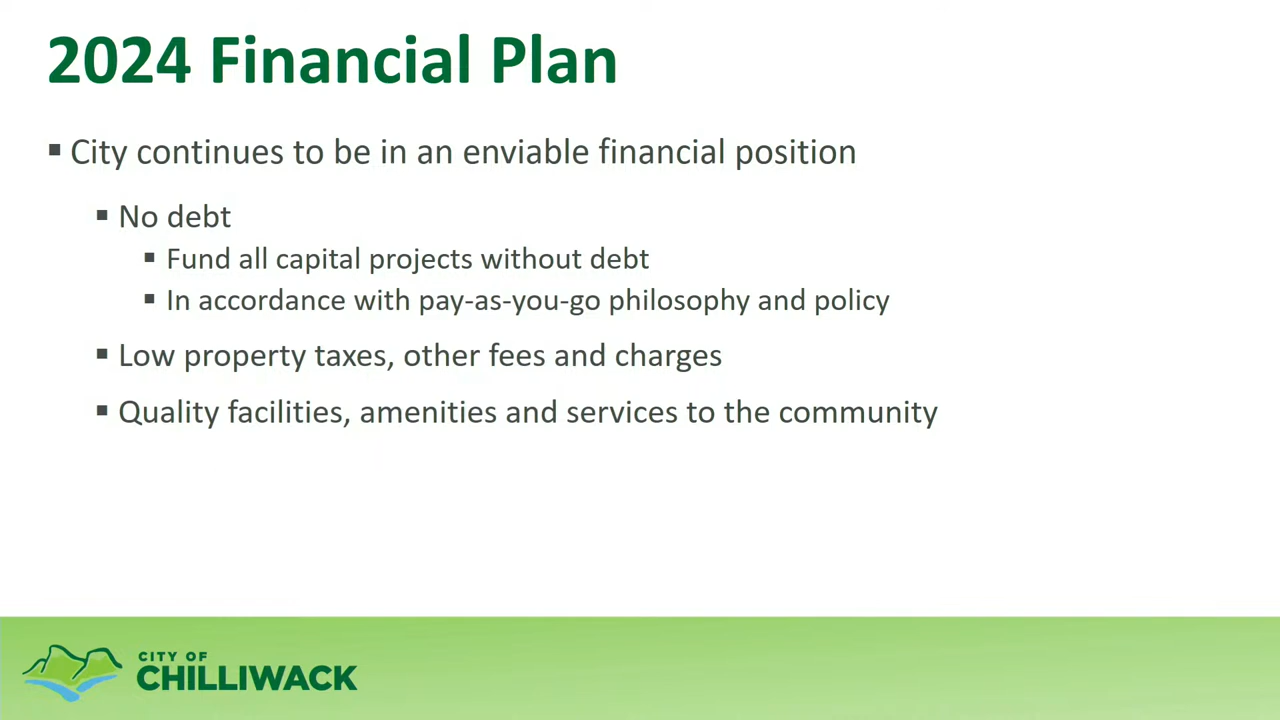 2024 Financial Plan
▪ City continues to be in an enviable financial position
▪ No debt
▪ Fund all capital projects without debt
▪ In accordance with pay-as-you-go philosophy and policy
▪ Low property taxes, other fees and charges
▪ Quality facilities, amenities and services to the community
CITY OF
CHILLIWACK